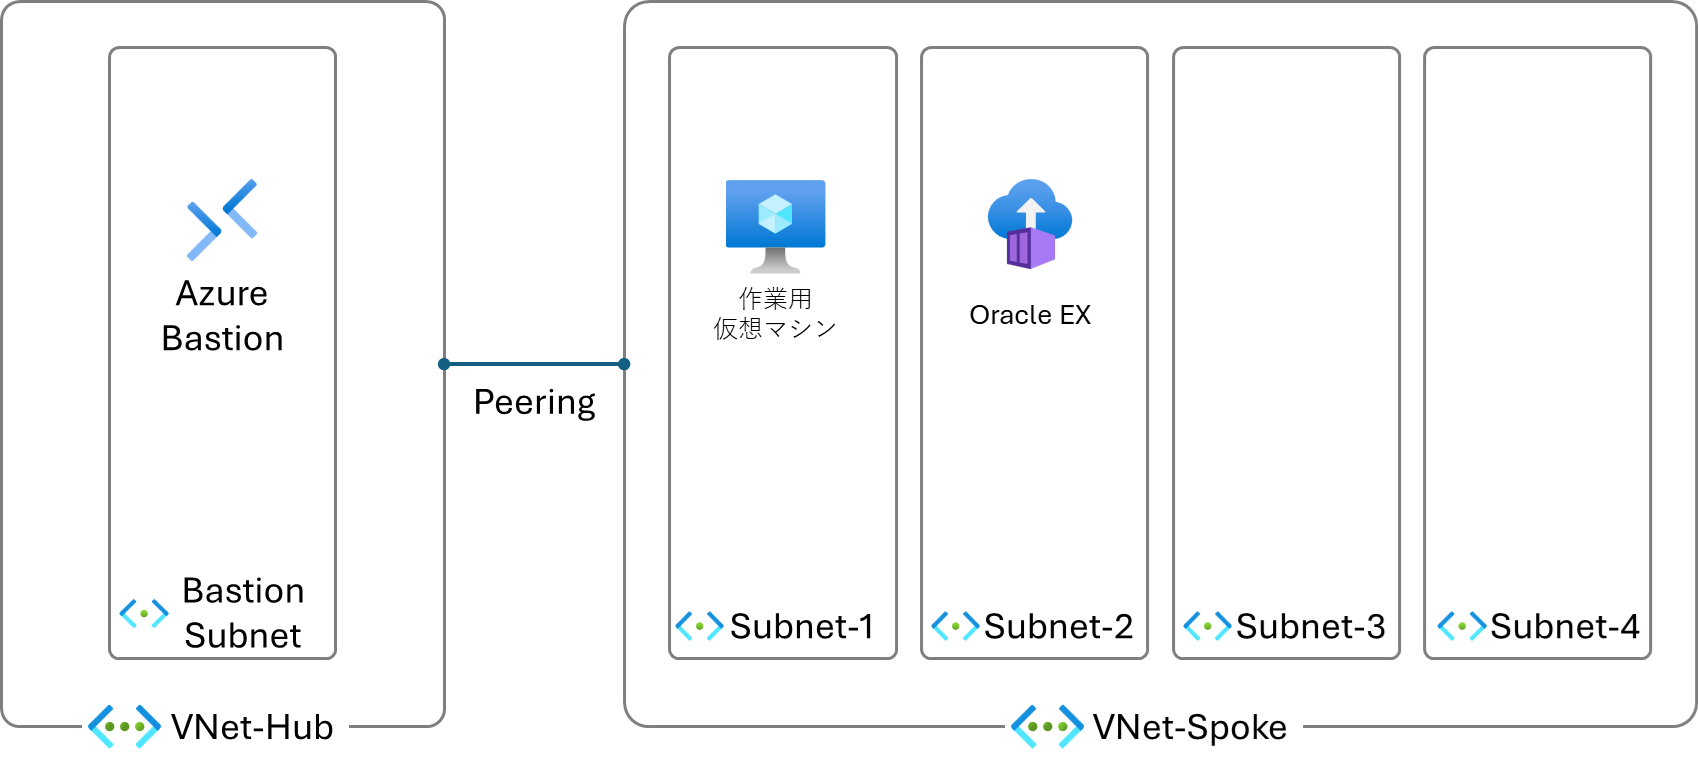 Azure
Bastion
Bastion
Subnet
VNet-Hub
Peering
作業用
仮想マシン
Subnet-1
Oracle EX
Subnet-2
Subnet-3
Subnet-4
VNet-Spoke